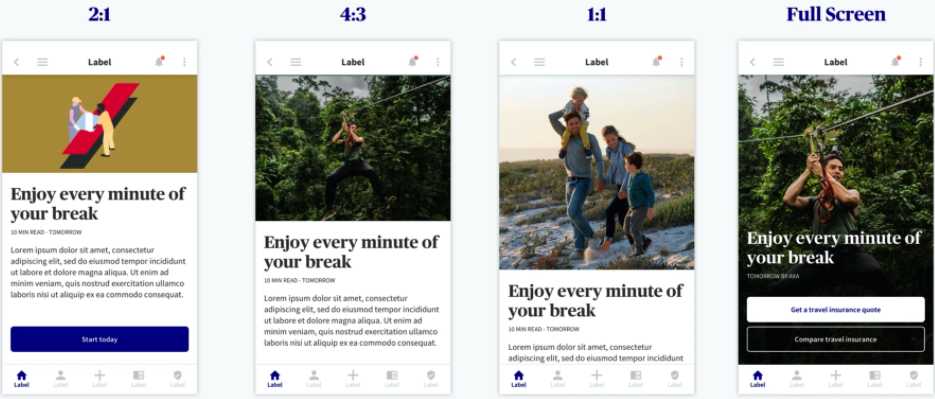 2:1
Label
Enjoy every minute of
your break
10 MIN READ - TOMORROW
Lorem ipsum dolor sit amet, consectetur
adipiscing elit, sed do eiusmod tempor incididunt
ut labore et dolore magna aliqua. Ut enim ad
minim veniam, quis nostrud exercitation ullamco
laboris nisi ut aliquip ex ea commodo consequat.
Start today
Label Label Label Label Label
4:3
Label
Enjoy every minute of
your break
10 MIN READ - TOMORROW
Lorem ipsum dolor sit amet, consectetur
adipiscing elit, sed do eiusmod tempor incididunt
ut labore et dolore magna aliqua. Ut enim ad
minim veniam, quis nostrud exercitation ullamco
laboris nisi ut aliquip ex ea commodo consequat.
Label Label Label Label Label
1:1
Label
Enjoy every minute of
your break
10 MIN READ - TOMORROW
Lorem ipsum dolor sit amet, consectetur
adipiscing elit, sed do eiusmod tempor incididunt
Label Label Label Label Label
Full Screen
Label
Enjoy every minute of
your break
TOMORROW BY AXA
Get a travel insurance quote
Compare travel insurance
Label Label Label Label Label